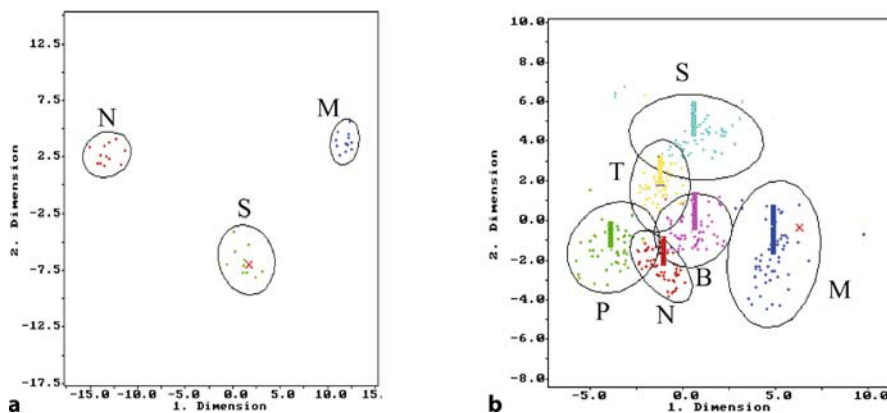 12.5
7.5
2.5
-2.5
-7.5
-12.5
-17.5
2. Dimension
N
M
S
-15.0 -10.0 -5.0 0.0 5.0 10.0 15.
1. Dimension
a
10.0
8.0
6.0
4.0
2.0
0.0
-2.0
-4.0
-6.0
-8.0
2. Dimension
S
T
P
N
B
M
-5.0 0.0 5.0 10.0
1. Dimension
b